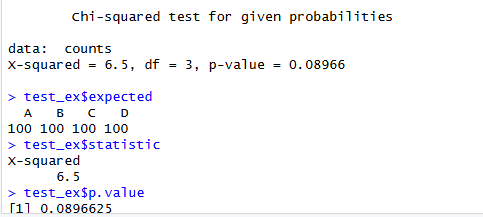 Chi-squared test for given probabilities
data:  counts
X-squared = 6.5, df = 3, p-value = 0.08966
> test_ex$expected
  A   B   C   D
100 100 100 100
> test_ex$statistic
X-squared
      6.5
> test_ex$p.value
[1] 0.0896625